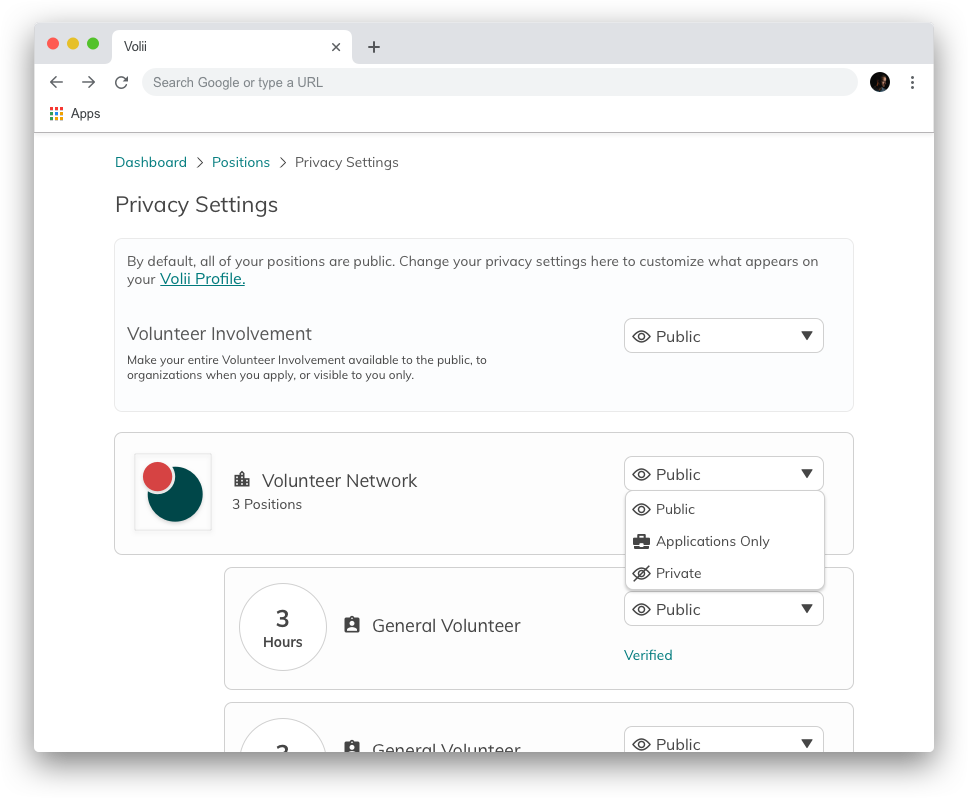 Volii
Search Google or type a URL
Apps
Dashboard > Positions > Privacy Settings
Privacy Settings
By default, all of your positions are public. Change your privacy settings here to customize what appears on
your Volii Profile.
Volunteer Involvement
Public
Make your entire Volunteer Involvement available to the public, to
organizations when you apply, or visible to you only.
Volunteer Network
3 Positions
Public
Public
Applications Only
Private
3
Hours
General Volunteer
Public
Verified
General Volunteer
Public